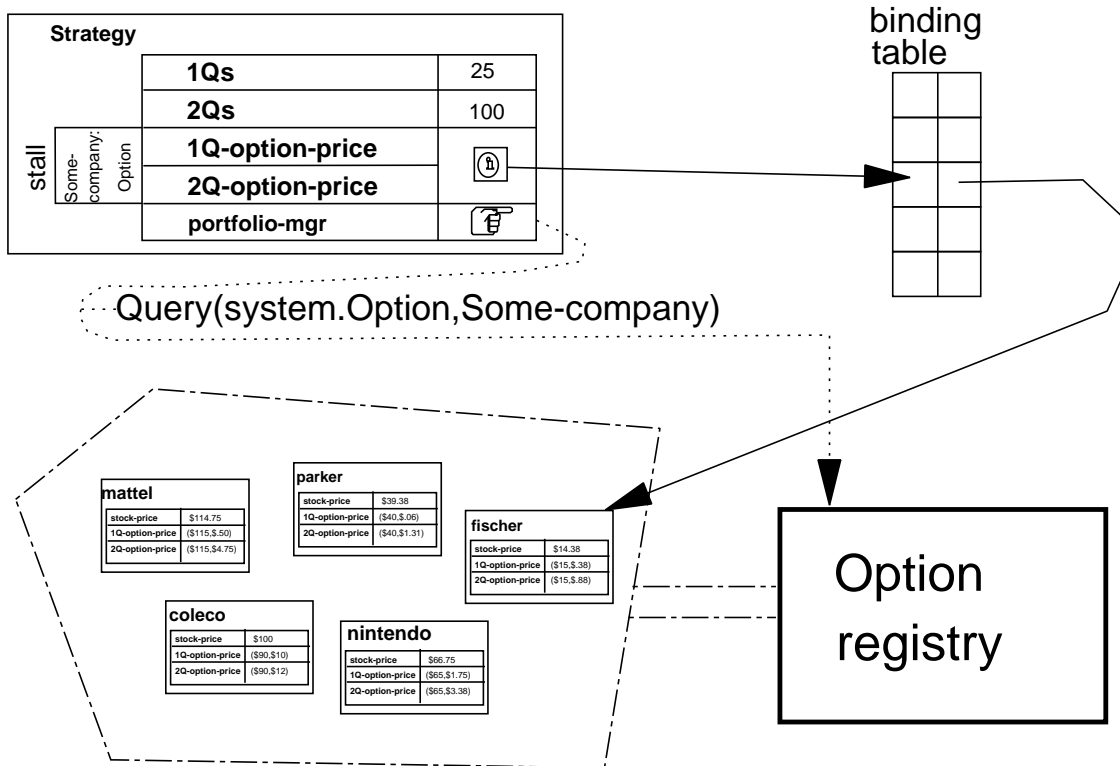 Strategy
1Qs 25
2Qs 100
stall
Some-
company:
Option
1Q-option-price
2Q-option-price
portfolio-mgr
binding
table
Query(system.Option,Some-company)
mattel
stock-price $114.75
1Q-option-price ($115,$.50)
2Q-option-price ($115,$4.75)
parker
stock-price $39.38
1Q-option-price ($40,$.06)
2Q-option-price ($40,$1.31)
fischer
stock-price $14.38
1Q-option-price ($15,$.38)
2Q-option-price ($15,$.88)
coleco
stock-price $100
1Q-option-price ($90,$10)
2Q-option-price ($90,$12)
nintendo
stock-price $66.75
1Q-option-price ($65,$1.75)
2Q-option-price ($65,$3.38)
Option
registry